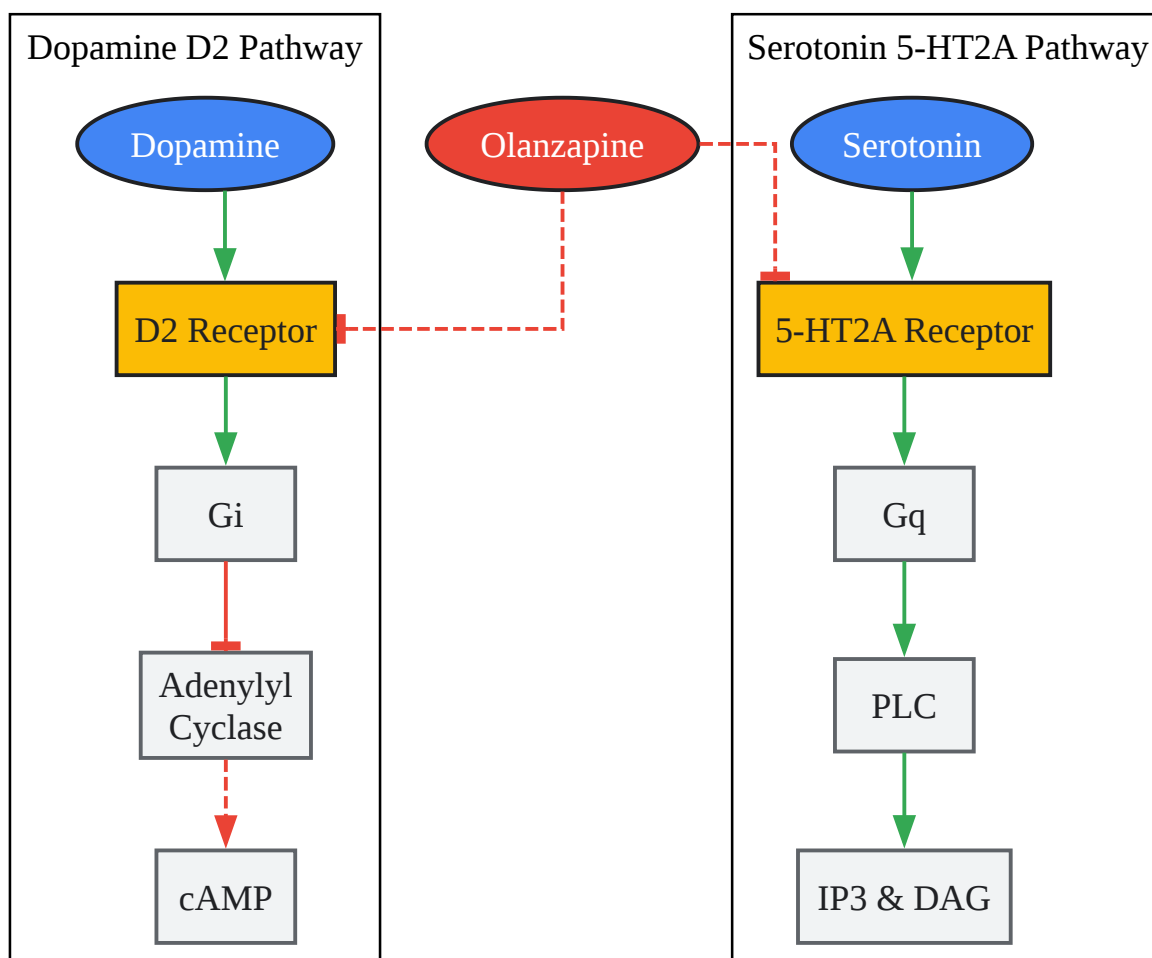 Dopamine D2 Pathway
Serotonin 5-HT2A Pathway
Dopamine
Olanzapine
Serotonin
D2 Receptor
5-HT2A Receptor
Gi
Gq
Adenylyl
Cyclase
PLC
cAMP
IP3 & DAG